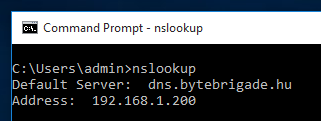 Command Prompt - nslookup
C:\Users\admin>nslookup
Default Server:  dns.bytebrigade.hu
Address:  192.168.1.200